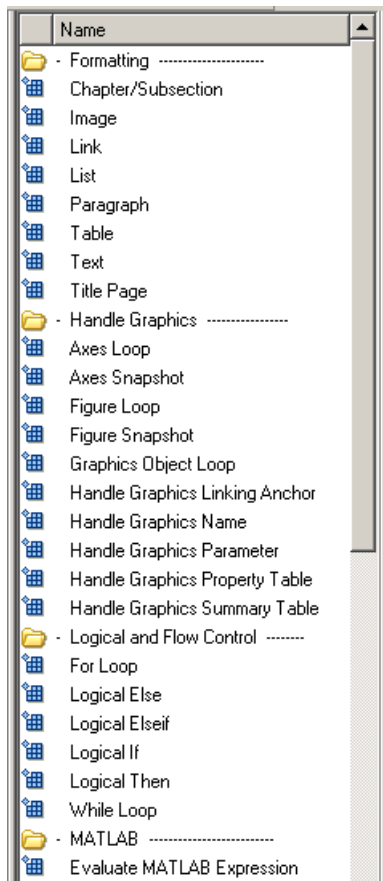 Name
- Formatting ---------------------
Chapter/Subsection
Image
Link
List
Paragraph
Table
Text
Title Page
- Handle Graphics ----------------
Axes Loop
Axes Snapshot
Figure Loop
Figure Snapshot
Graphics Object Loop
Handle Graphics Linking Anchor
Handle Graphics Name
Handle Graphics Parameter
Handle Graphics Property Table
Handle Graphics Summary Table
- Logical and Flow Control --------
For Loop
Logical Else
Logical Elseif
Logical If
Logical Then
While Loop
- MATLAB -------------------------
Evaluate MATLAB Expression